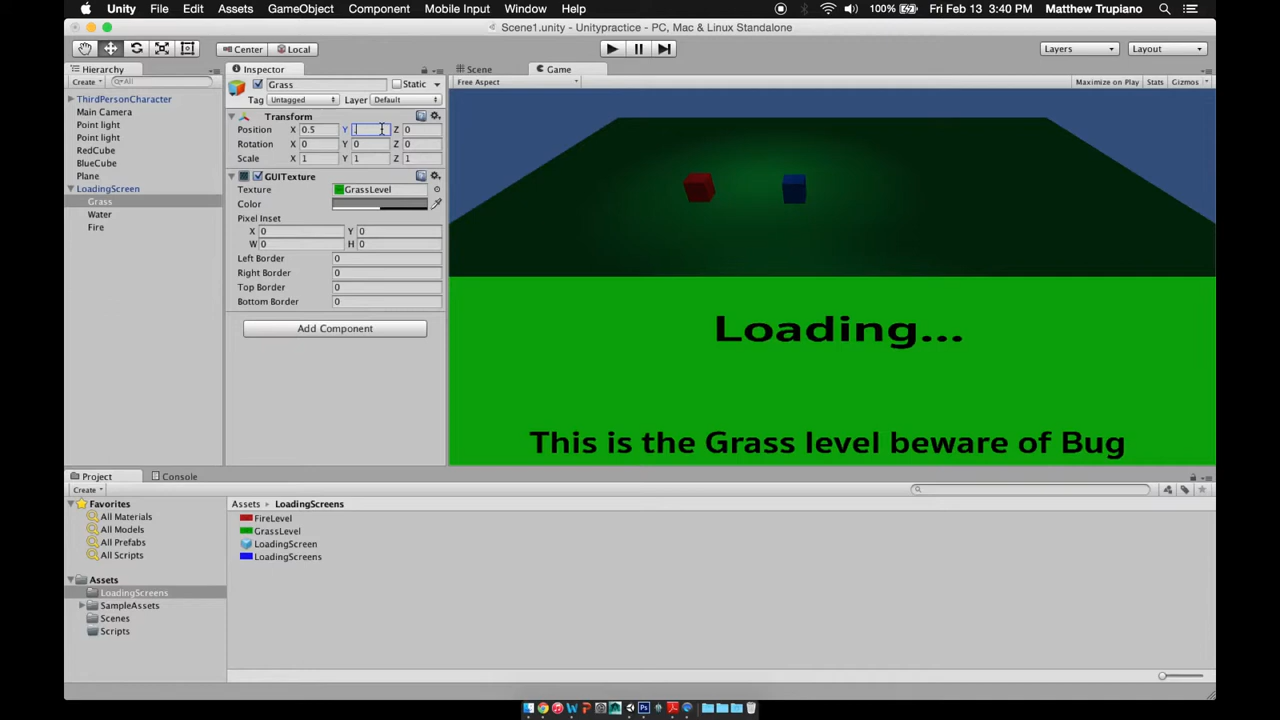 Unity File Edit Assets GameObject Component Mobile Input Window Help 100% Fri Feb 13 3:40 PM Matthew Trupiano
Scene1.unity - Unitypractice - PC, Mac & Linux Standalone
Center Local Layers Layout
Hierarchy Inspector Scene Game
Create All Grass Static Free Aspect Maximize on Play Stats Gizmos
Tag Untagged Layer Default
ThirdPersonCharacter
Main Camera
Point light
Point light
RedCube
BlueCube
Plane
LoadingScreen
Grass
Water
Fire
Transform
Position X 0.5 Y . Z 0
Rotation X 0 Y 0 Z 0
Scale X 1 Y 1 Z 1
GUITexture
Texture GrassLevel
Color
Pixel Inset
X 0 Y 0
W 0 H 0
Left Border 0
Right Border 0
Top Border 0
Bottom Border 0
Add Component
Loading...
This is the Grass level beware of Bug
Project Console
Create
Favorites
All Materials
All Models
All Prefabs
All Scripts
Assets
LoadingScreens
SampleAssets
Scenes
Scripts
Assets LoadingScreens
FireLevel
GrassLevel
LoadingScreen
LoadingScreens